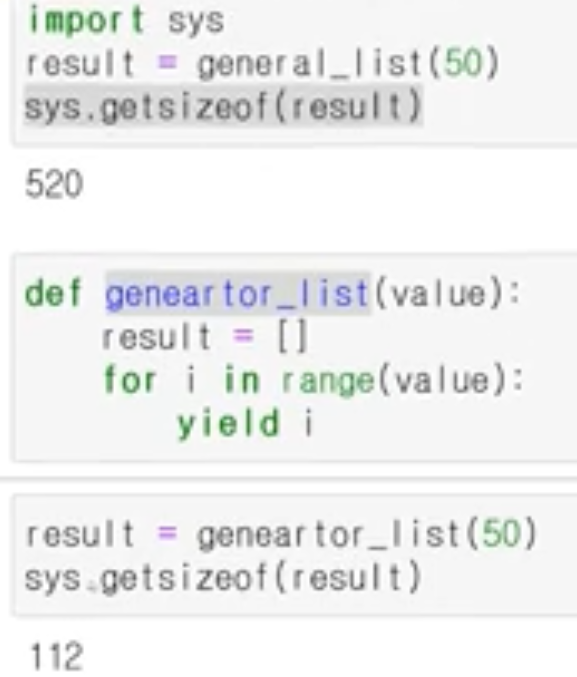 import sys
result = general_list(50)
sys.getsizeof(result)
520
def geneartor_list(value):
result = []
for i in range(value):
yield i
result = geneartor_list(50)
sys.getsizeof(result)
112